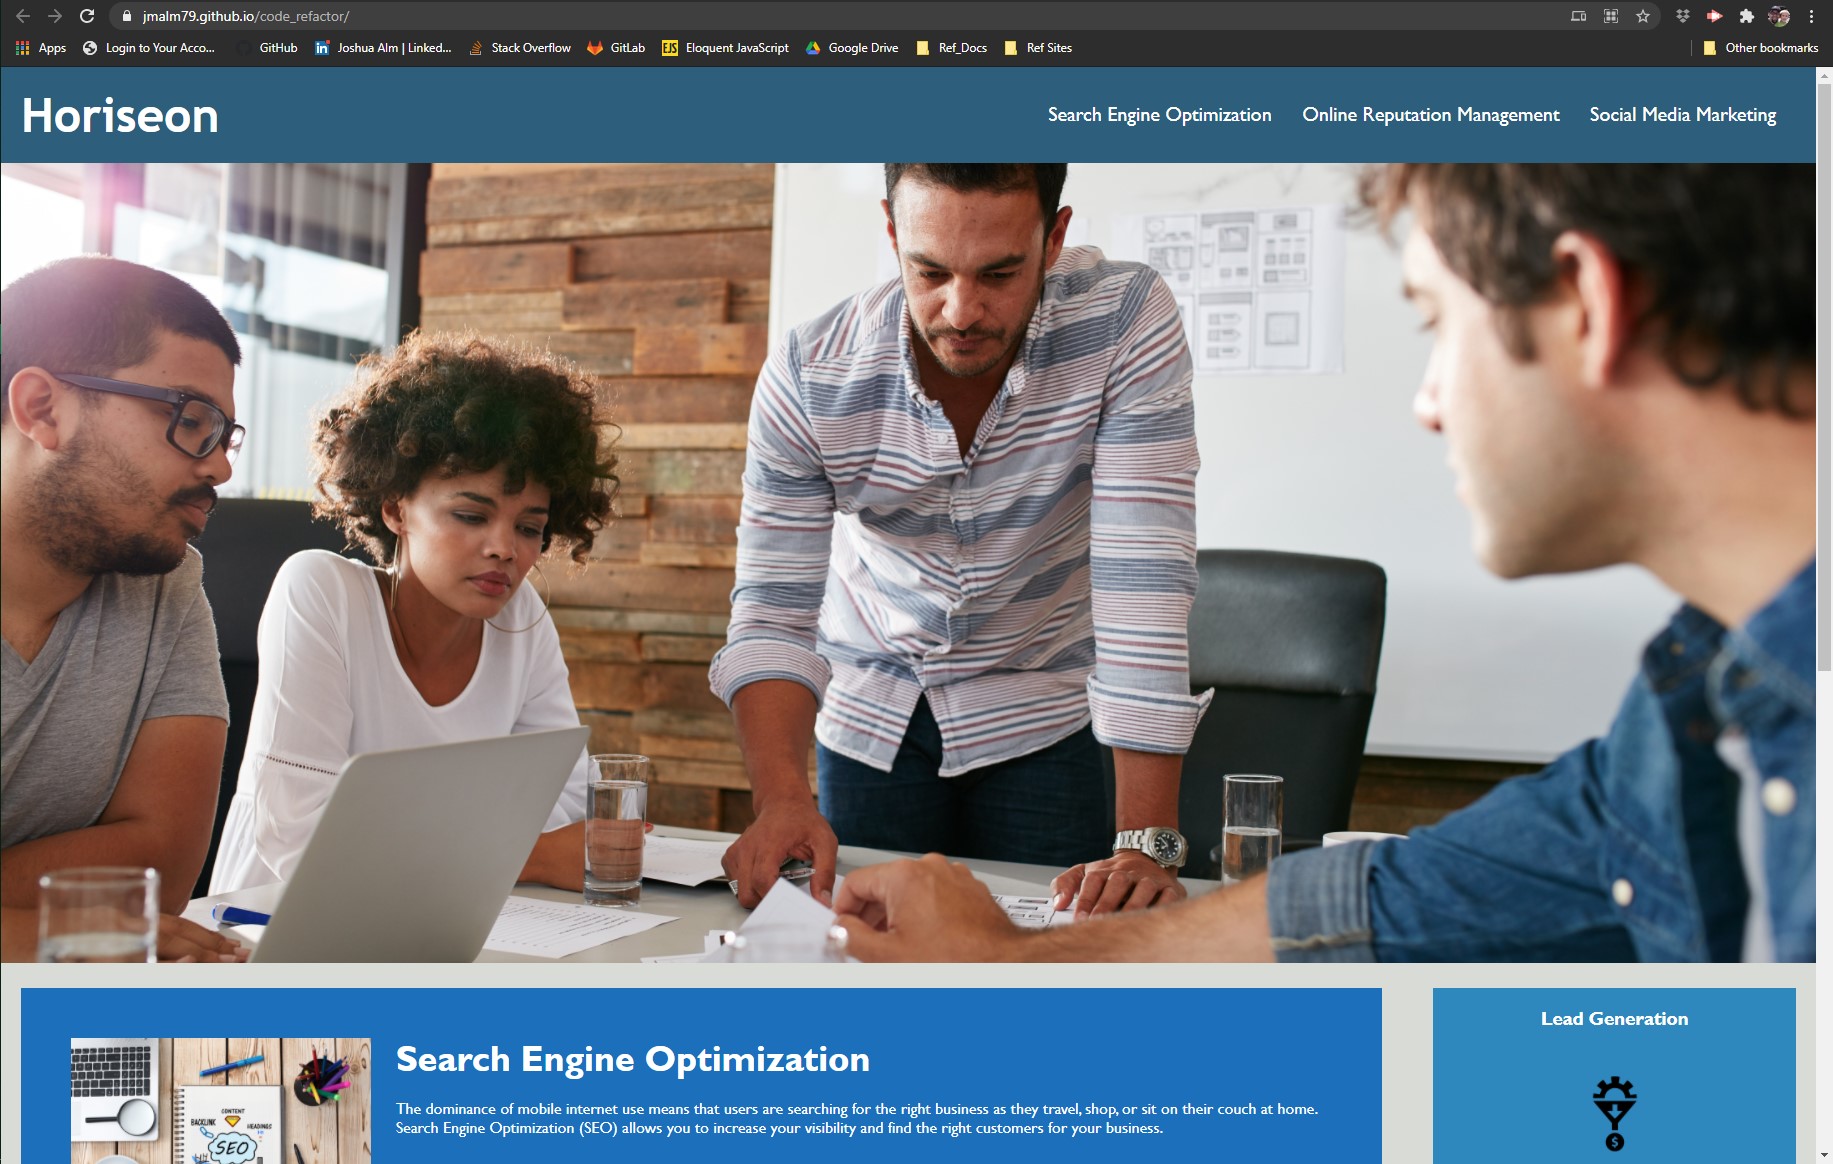 jmalm79.github.io/code_refactor/
Apps Login to Your Acco... GitHub Joshua Alm | Linked... Stack Overflow GitLab EJS Eloquent JavaScript Google Drive Ref_Docs Ref Sites Other bookmarks
Horiseon
Search Engine Optimization Online Reputation Management Social Media Marketing
Search Engine Optimization
The dominance of mobile internet use means that users are searching for the right business as they travel, shop, or sit on their couch at home.
Search Engine Optimization (SEO) allows you to increase your visibility and find the right customers for your business.
CONTENT
BACKLINK
HEADINGS
SEO
Lead Generation
$